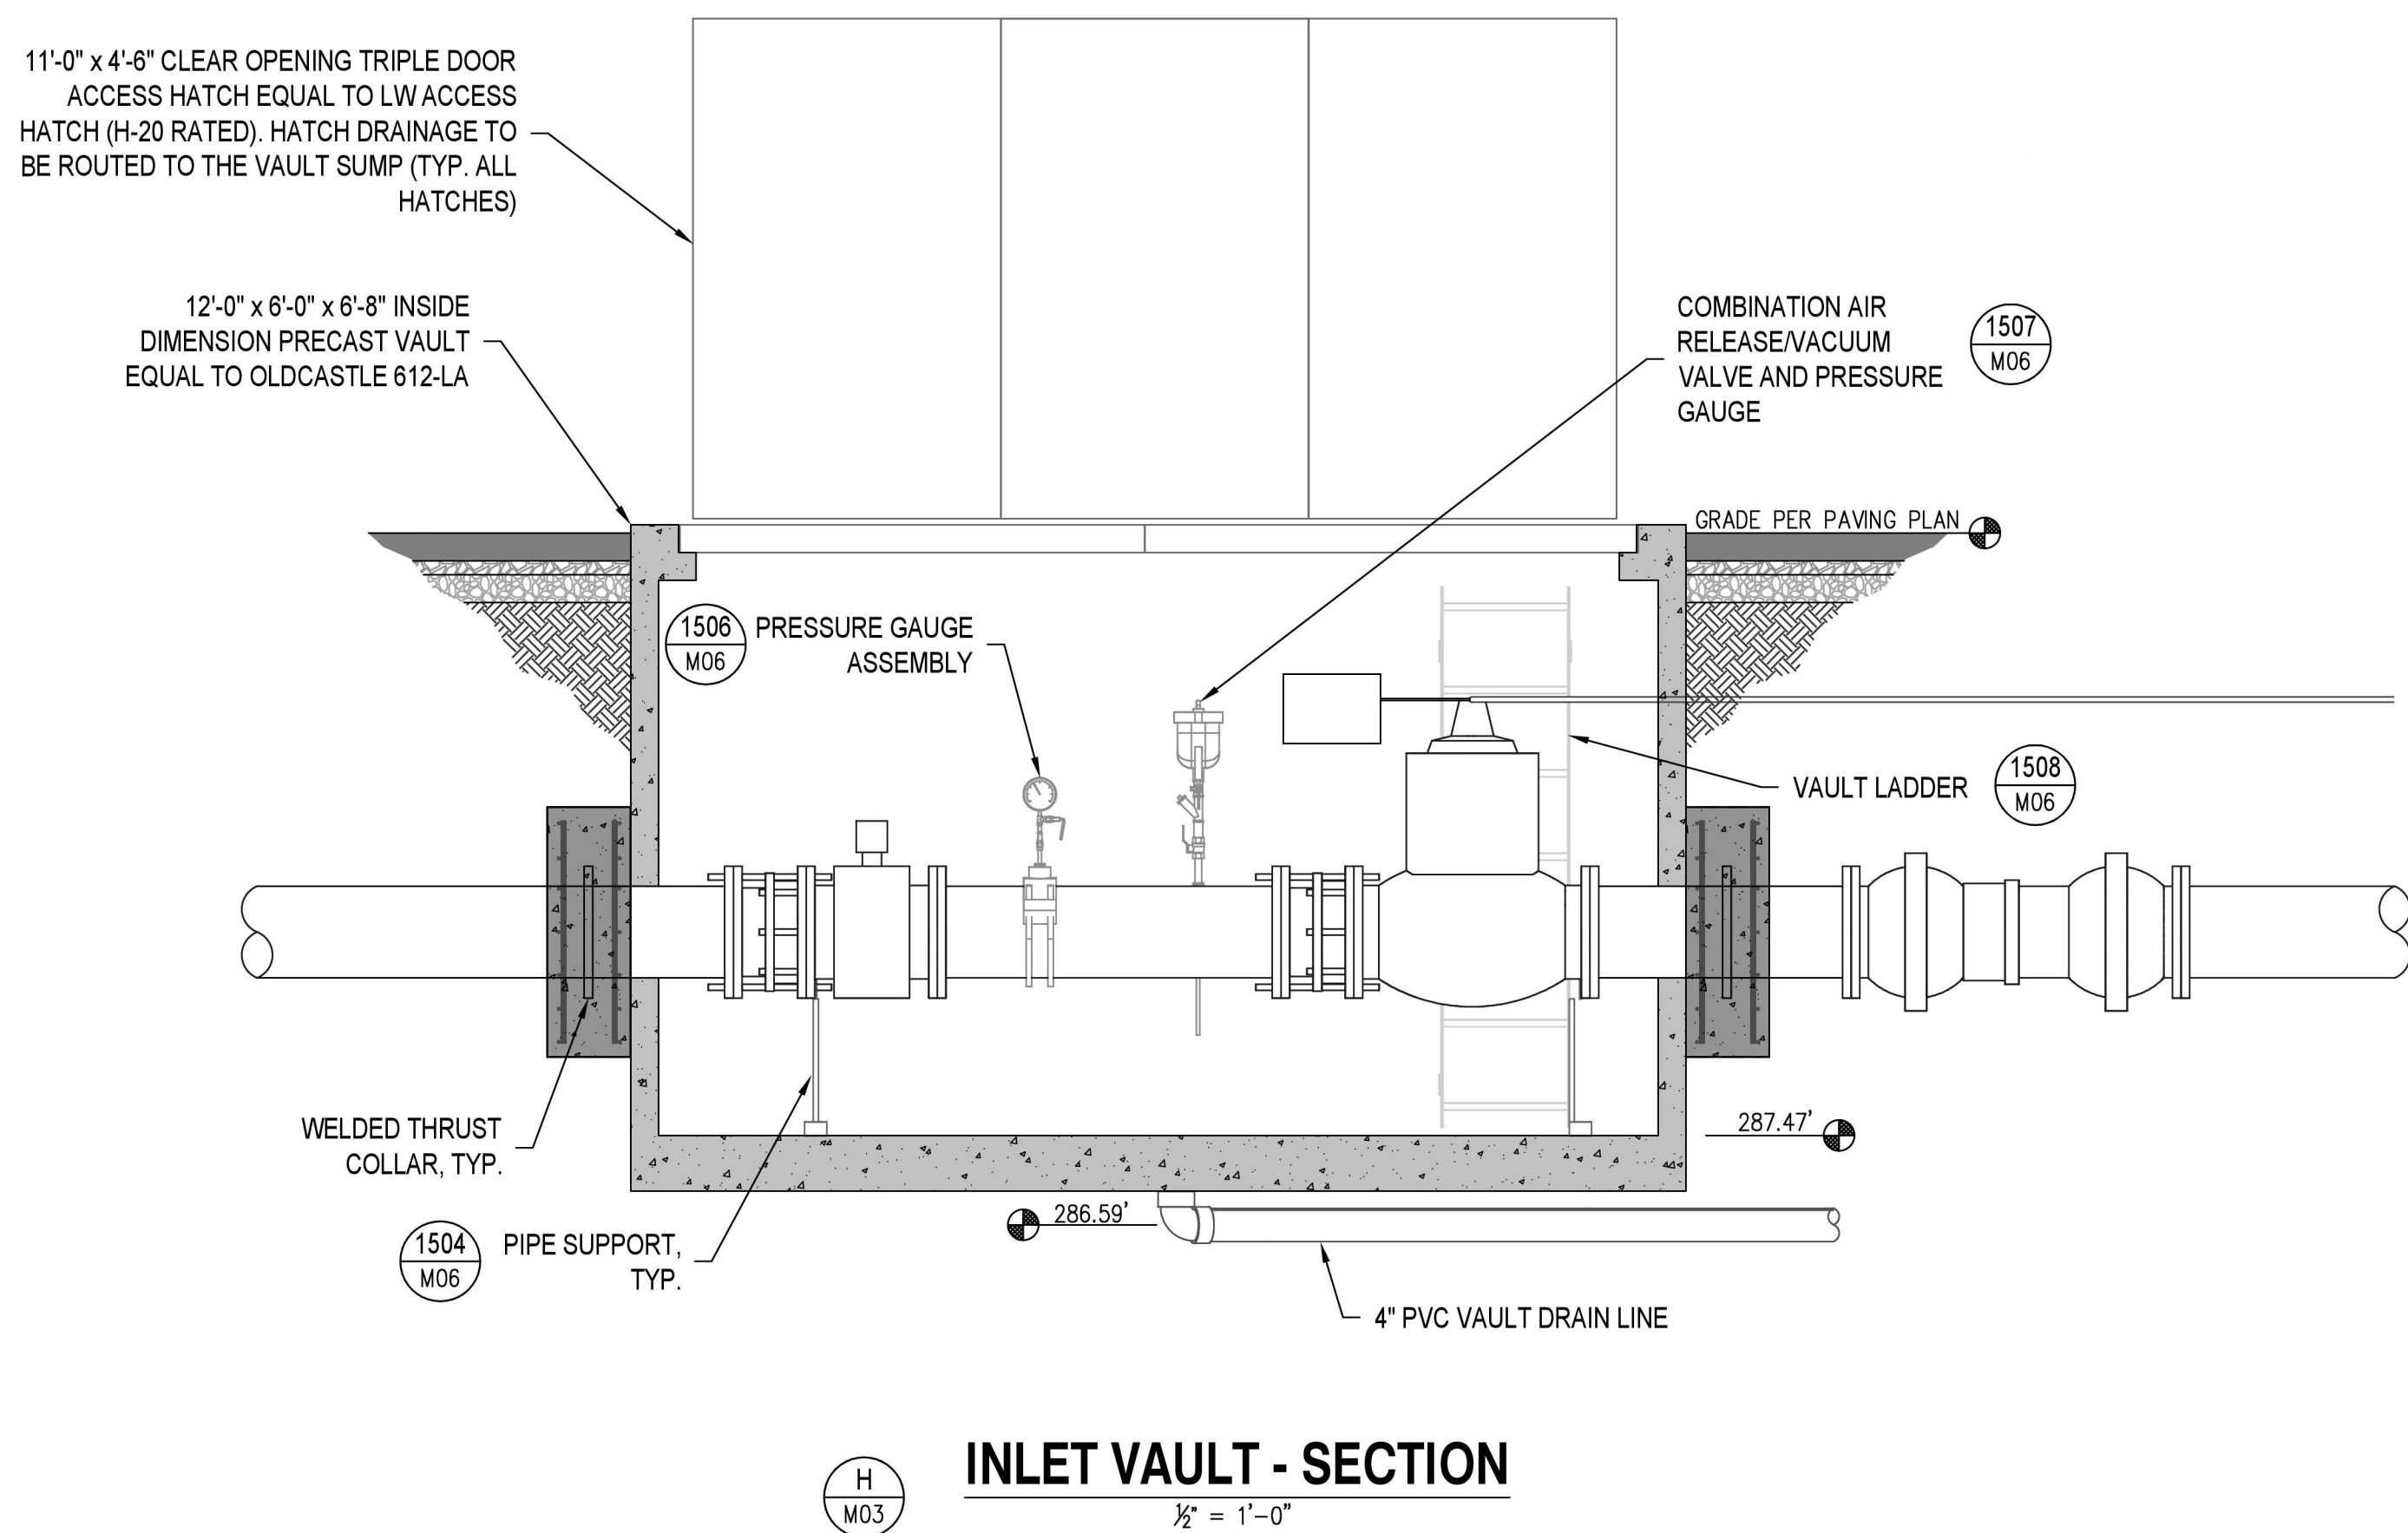 11'-0" x 4'-6" CLEAR OPENING TRIPLE DOOR
ACCESS HATCH EQUAL TO LW ACCESS
HATCH (H-20 RATED). HATCH DRAINAGE TO
BE ROUTED TO THE VAULT SUMP (TYP. ALL
HATCHES)
12'-0" x 6'-0" x 6'-8" INSIDE
DIMENSION PRECAST VAULT
EQUAL TO OLDCASTLE 612-LA
COMBINATION AIR
RELEASE/VACUUM
VALVE AND PRESSURE
GAUGE
1507
M06
GRADE PER PAVING PLAN
1506
M06
PRESSURE GAUGE
ASSEMBLY
VAULT LADDER
1508
M06
WELDED THRUST
COLLAR, TYP.
287.47'
286.59'
1504
M06
PIPE SUPPORT,
TYP.
4" PVC VAULT DRAIN LINE
H
M03
INLET VAULT - SECTION
½" = 1'-0"